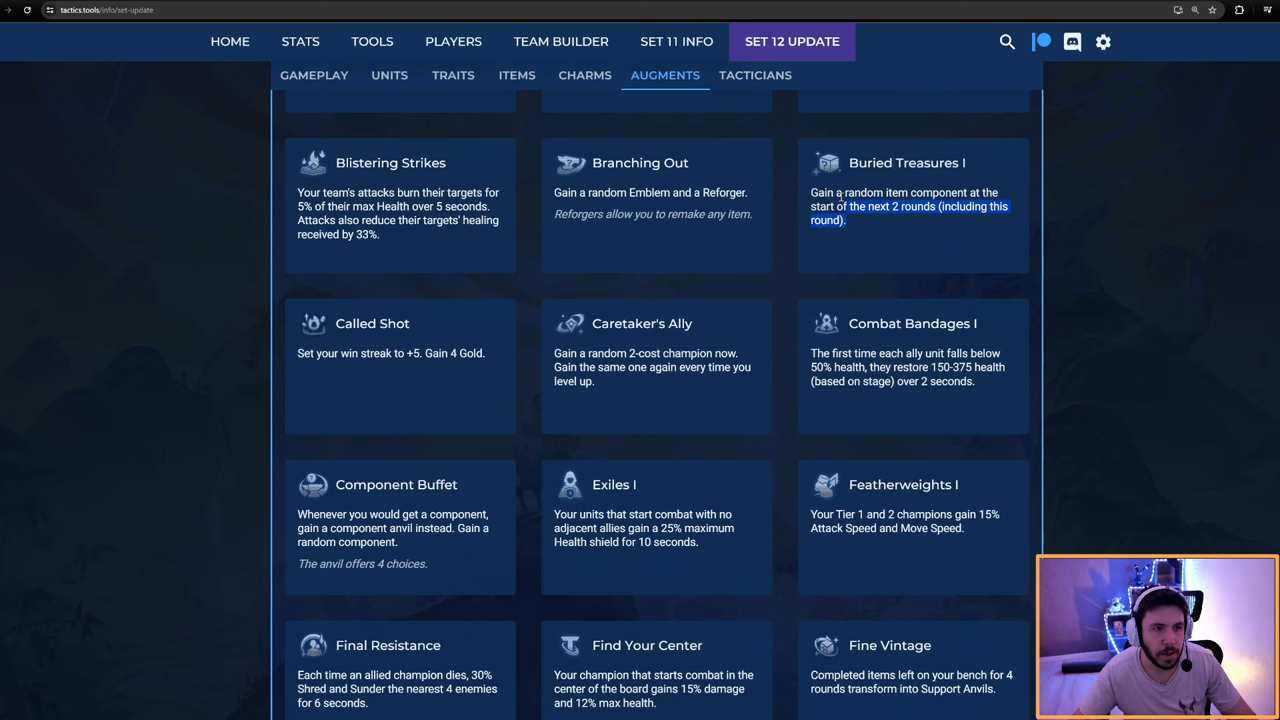 tactics.tools/info/set-update
HOME
STATS
TOOLS
PLAYERS
TEAM BUILDER
SET 11 INFO
SET 12 UPDATE
GAMEPLAY
UNITS
TRAITS
ITEMS
CHARMS
AUGMENTS
TACTICIANS
Blistering Strikes
Your team's attacks burn their targets for
5% of their max Health over 5 seconds.
Attacks also reduce their targets' healing
received by 33%.
Branching Out
Gain a random Emblem and a Reforger.
Reforgers allow you to remake any item.
Buried Treasures I
Gain a random item component at the
start of the next 2 rounds (including this
round).
Called Shot
Set your win streak to +5. Gain 4 Gold.
Caretaker's Ally
Gain a random 2-cost champion now.
Gain the same one again every time you
level up.
Combat Bandages I
The first time each ally unit falls below
50% health, they restore 150-375 health
(based on stage) over 2 seconds.
Component Buffet
Whenever you would get a component,
gain a component anvil instead. Gain a
random component.
The anvil offers 4 choices.
Exiles I
Your units that start combat with no
adjacent allies gain a 25% maximum
Health shield for 10 seconds.
Featherweights I
Your Tier 1 and 2 champions gain 15%
Attack Speed and Move Speed.
Final Resistance
Each time an allied champion dies, 30%
Shred and Sunder the nearest 4 enemies
for 6 seconds.
Find Your Center
Your champion that starts combat in the
center of the board gains 15% damage
and 12% max health.
Fine Vintage
Completed items left on your bench for 4
rounds transform into Support Anvils.